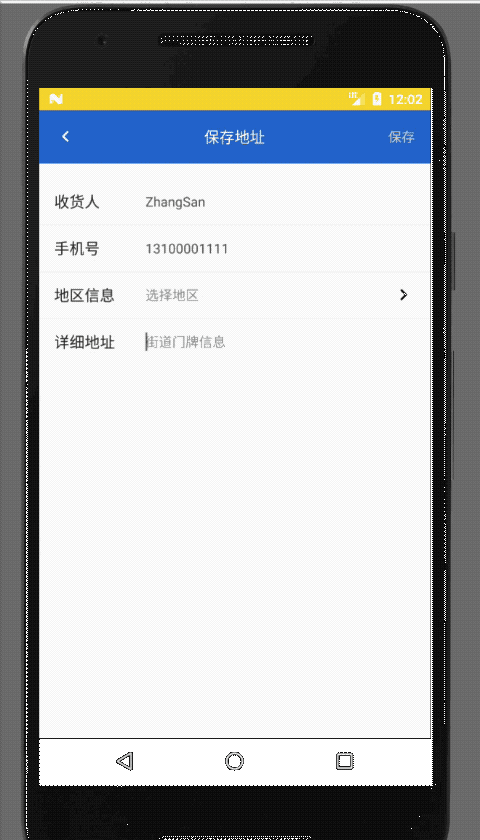 12:02
保存地址 保存
收货人 ZhangSan
手机号 13100001111
地区信息 选择地区
详细地址 街道门牌信息